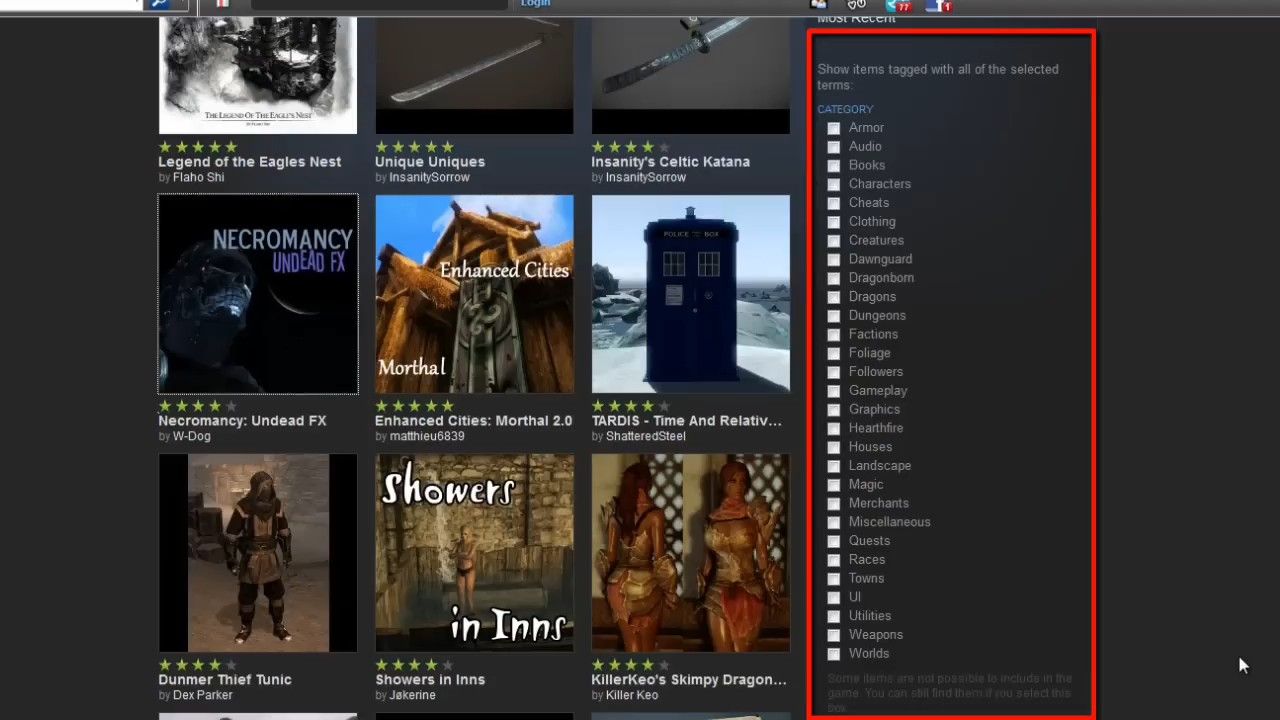 Login
77
1
Most Recent
THE LEGEND OF THE EAGLE'S NEST
Legend of the Eagles Nest
by Flaho Shi
Unique Uniques
by InsanitySorrow
Insanity's Celtic Katana
by InsanitySorrow
NECROMANCY
UNDEAD FX
Enhanced Cities
Morthal
POLICE BOX
Necromancy: Undead FX
by W-Dog
Enhanced Cities: Morthal 2.0
by matthieu6839
TARDIS - Time And Relativ...
by ShatteredSteel
Showers
in Inns
Dunmer Thief Tunic
by Dex Parker
Showers in Inns
by Jøkerine
KillerKeo's Skimpy Dragon...
by Killer Keo
Show items tagged with all of the selected
terms:
CATEGORY
Armor
Audio
Books
Characters
Cheats
Clothing
Creatures
Dawnguard
Dragonborn
Dragons
Dungeons
Factions
Foliage
Followers
Gameplay
Graphics
Hearthfire
Houses
Landscape
Magic
Merchants
Miscellaneous
Quests
Races
Towns
UI
Utilities
Weapons
Worlds
Some items are not possible to include in the
game. You can still find them if you select this
box